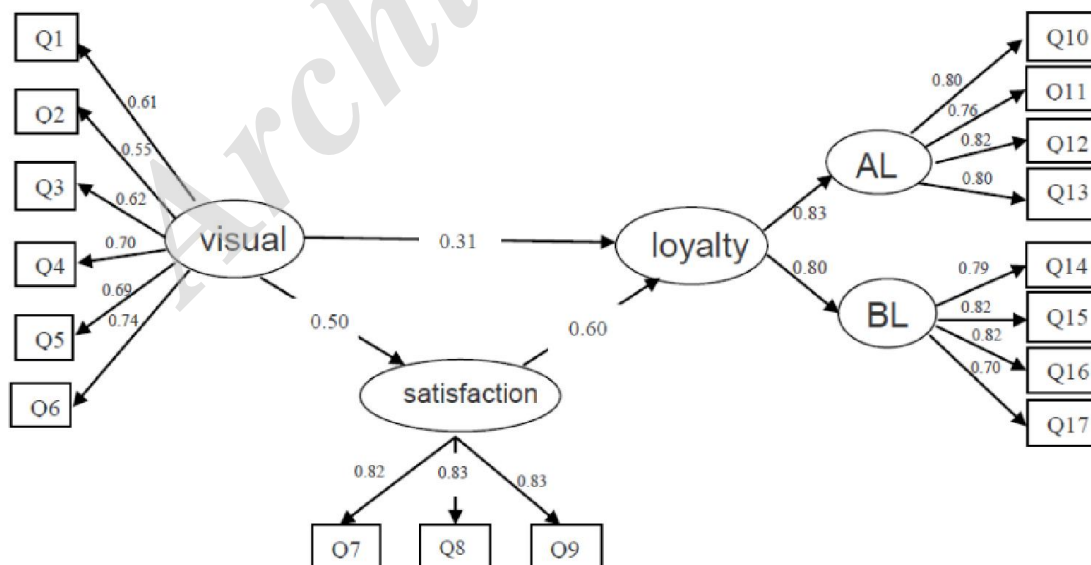 Q1
Q2
Q3
Q4
Q5
Q6
0.61
0.55
0.62
0.70
0.69
0.74
visual
0.31
0.50
0.60
satisfaction
0.82
0.83
0.83
Q7
Q8
Q9
loyalty
0.83
0.80
AL
0.80
0.76
0.82
0.80
Q10
Q11
Q12
Q13
BL
0.79
0.82
0.82
0.70
Q14
Q15
Q16
Q17